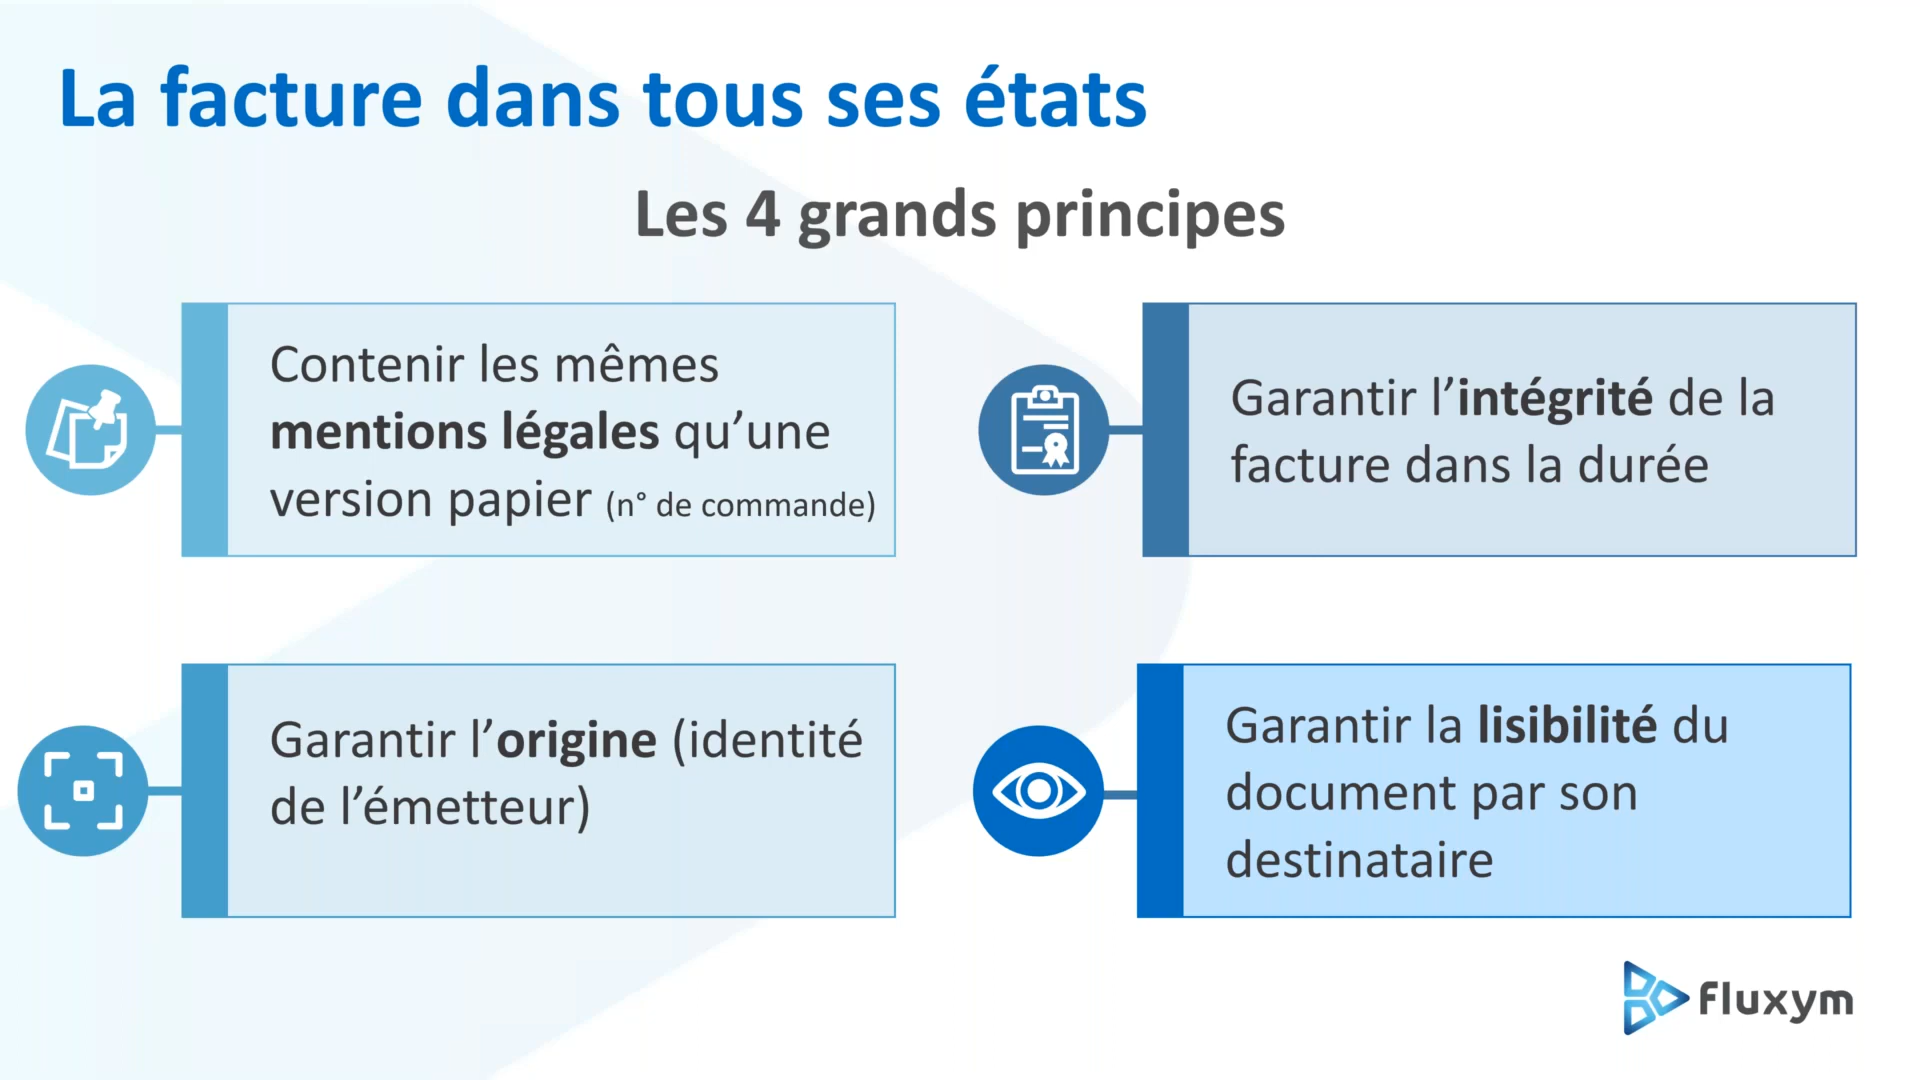 La facture dans tous ses états
Les 4 grands principes
Contenir les mêmes
mentions légales qu’une
version papier (n° de commande)
Garantir l’intégrité de la
facture dans la durée
Garantir l’origine (identité
de l’émetteur)
Garantir la lisibilité du
document par son
destinataire
fluxym